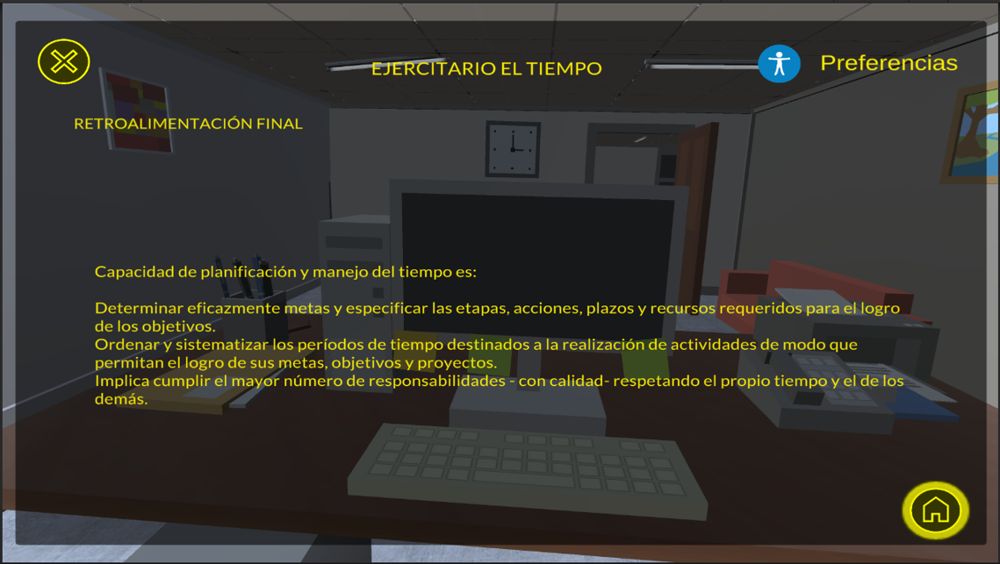 EJERCITARIO EL TIEMPO
Preferencias
RETROALIMENTACIÓN FINAL
Capacidad de planificación y manejo del tiempo es:
Determinar eficazmente metas y especificar las etapas, acciones, plazos y recursos requeridos para el logro
de los objetivos.
Ordenar y sistematizar los períodos de tiempo destinados a la realización de actividades de modo que
permitan el logro de sus metas, objetivos y proyectos.
Implica cumplir el mayor número de responsabilidades - con calidad- respetando el propio tiempo y el de los
demás.